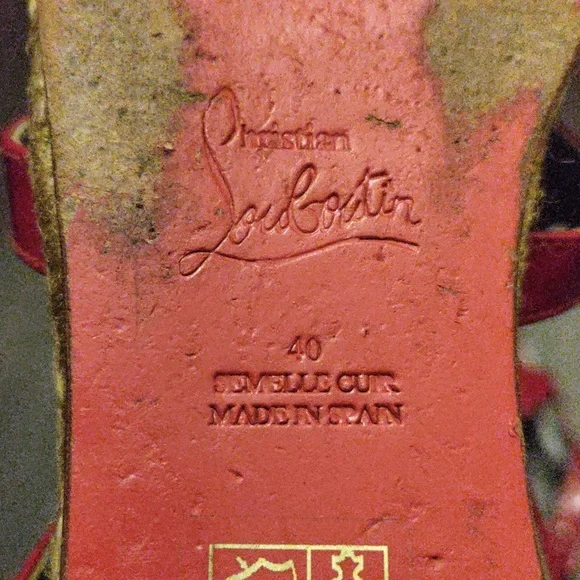 Christian
Louboutin
40
SEMELLE CUIR
MADE IN SPAIN